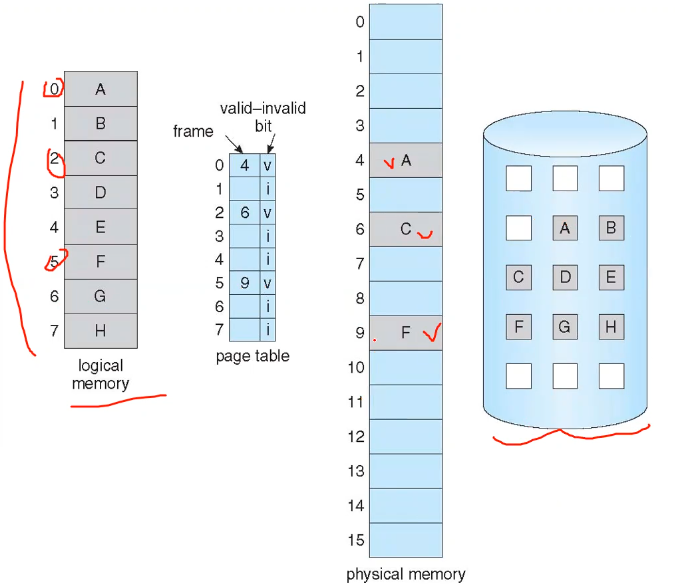 0 A
1 B
2 C
3 D
4 E
5 F
6 G
7 H
logical
memory
valid–invalid
bit
frame
0 4 v
1 i
2 6 v
3 i
4 i
5 9 v
6 i
7 i
page table
0
1
2
3
4 A
5
6 C
7
8
9 F
10
11
12
13
14
15
physical memory
A B
C D E
F G H